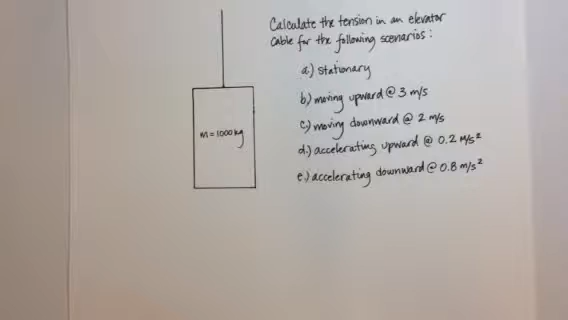 Calculate the tension in an elevator
cable for the following scenarios:
a.) stationary
b.) moving upward @ 3 m/s
c.) moving downward @ 2 m/s
m = 1000 kg
d.) accelerating upward @ 0.2 m/s²
e.) accelerating downward @ 0.8 m/s²